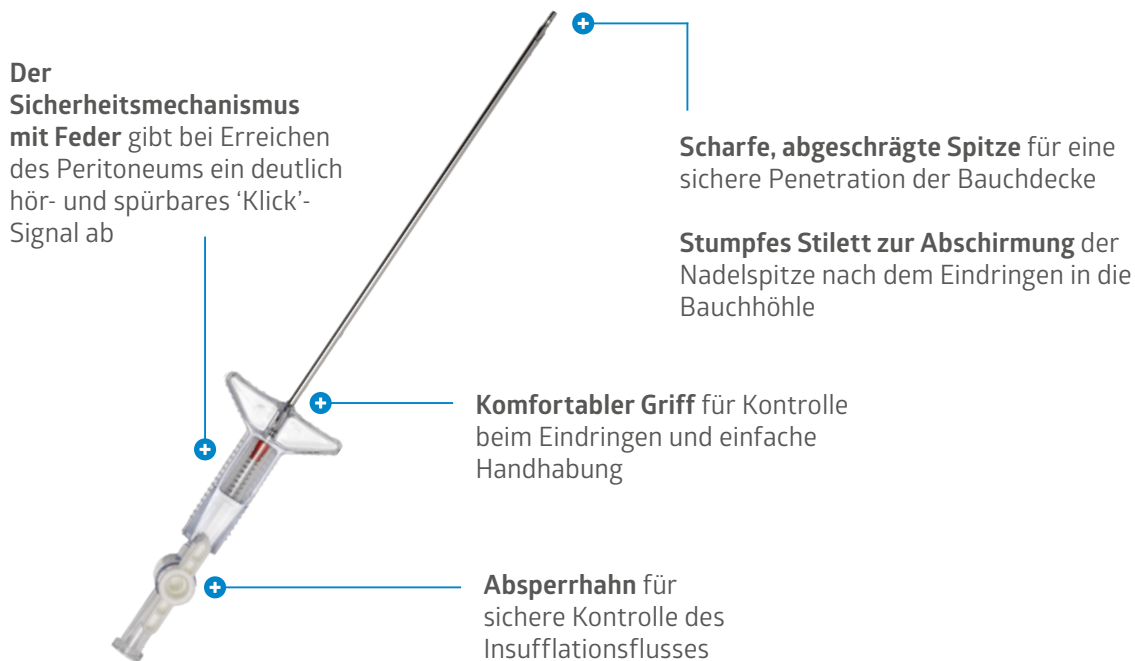 Der
Sicherheitsmechanismus
mit Feder gibt bei Erreichen
des Peritoneums ein deutlich
hör- und spürbares ‘Klick’-
Signal ab
Scharfe, abgeschrägte Spitze für eine
sichere Penetration der Bauchdecke
Stumpfes Stilett zur Abschirmung der
Nadelspitze nach dem Eindringen in die
Bauchhöhle
Komfortabler Griff für Kontrolle
beim Eindringen und einfache
Handhabung
Absperrhahn für
sichere Kontrolle des
Insufflationsflusses